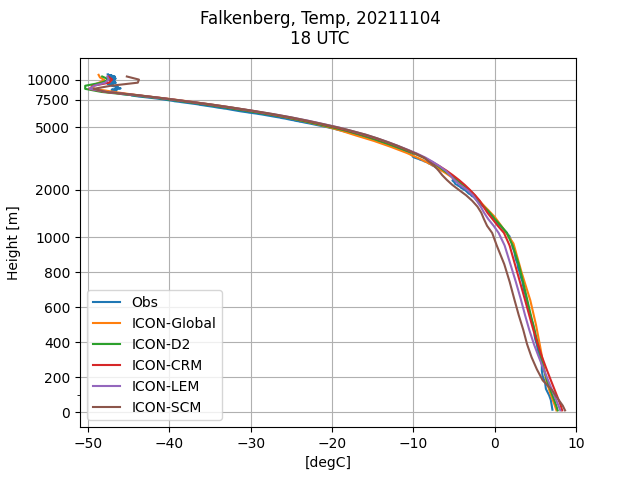 Falkenberg, Temp, 20211104
18 UTC
10000
7500
5000
2000
1000
800
600
400
200
0
Height [m]
Obs
ICON-Global
ICON-D2
ICON-CRM
ICON-LEM
ICON-SCM
−50 −40 −30 −20 −10 0 10
[degC]